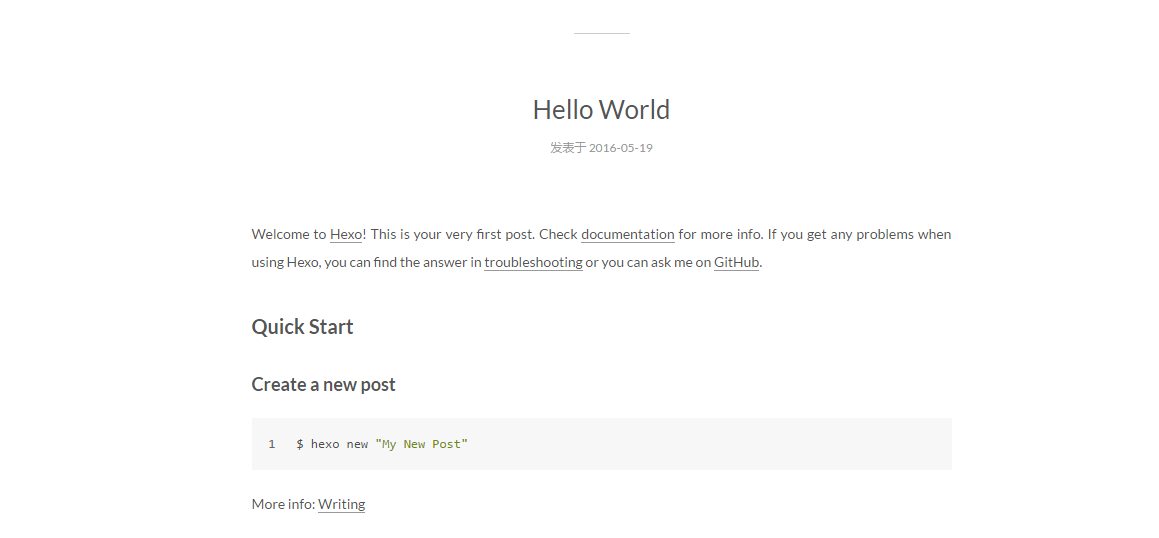 Hello World
发表于 2016-05-19
Welcome to Hexo! This is your very first post. Check documentation for more info. If you get any problems when
using Hexo, you can find the answer in troubleshooting or you can ask me on GitHub.
Quick Start
Create a new post
1 $ hexo new "My New Post"
More info: Writing